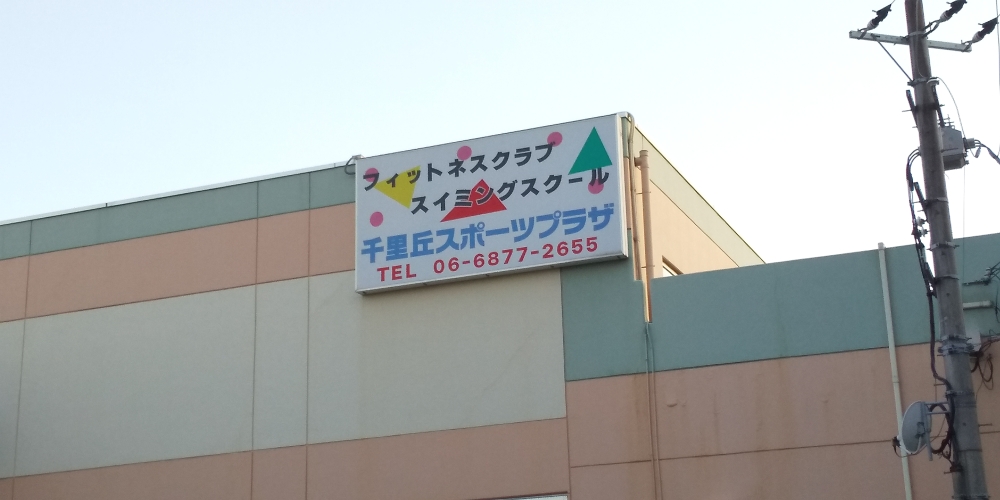 フィットネスクラブ
スイミングスクール
千里丘スポーツプラザ
TEL 06-6877-2655